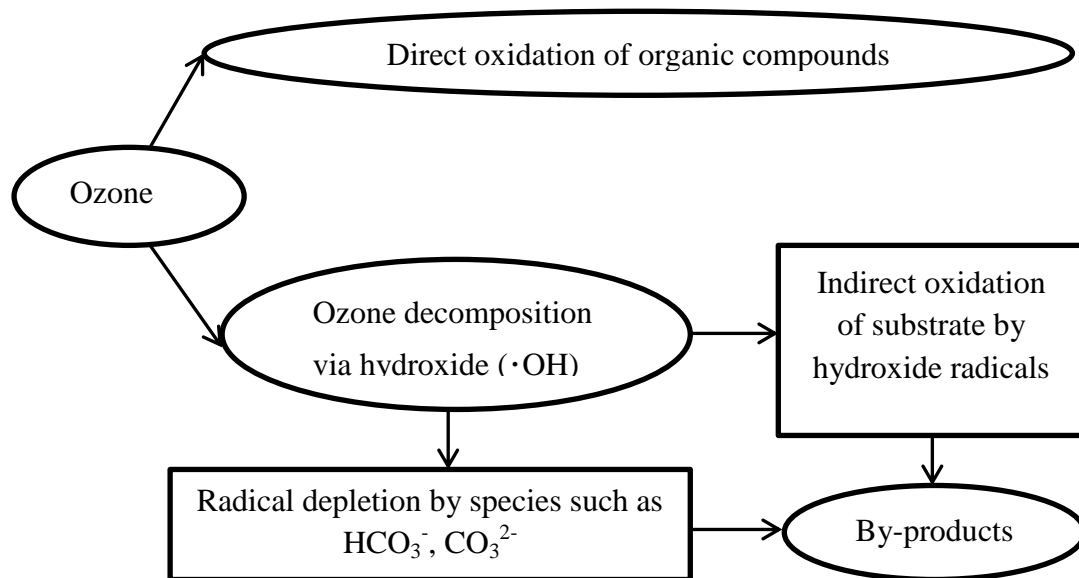 Direct oxidation of organic compounds
Ozone
Ozone decomposition
via hydroxide (·OH)
Indirect oxidation
of substrate by
hydroxide radicals
Radical depletion by species such as
HCO₃⁻, CO₃²⁻
By-products